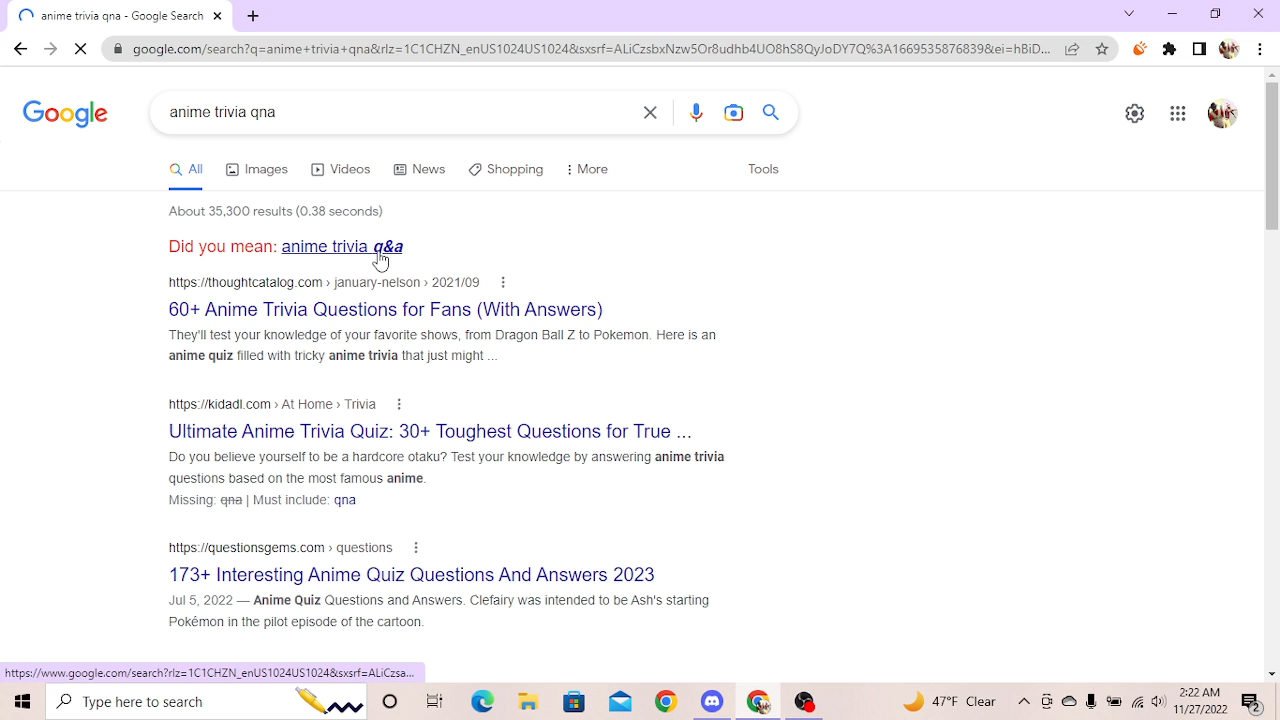 anime trivia qna - Google Search
google.com/search?q=anime+trivia+qna&rlz=1C1CHZN_enUS1024US1024&sxsrf=ALiCzsbxNzw5Or8udhb4UO8hS8QyJoDY7Q%3A1669535876839&ei=hBiD...
Google
anime trivia qna
All
Images
Videos
News
Shopping
More
Tools
About 35,300 results (0.38 seconds)
Did you mean: anime trivia q&a
https://thoughtcatalog.com › january-nelson › 2021/09
60+ Anime Trivia Questions for Fans (With Answers)
They'll test your knowledge of your favorite shows, from Dragon Ball Z to Pokemon. Here is an
anime quiz filled with tricky anime trivia that just might ...
https://kidadl.com › At Home › Trivia
Ultimate Anime Trivia Quiz: 30+ Toughest Questions for True ...
Do you believe yourself to be a hardcore otaku? Test your knowledge by answering anime trivia
questions based on the most famous anime.
Missing: qna | Must include: qna
https://questionsgems.com › questions
173+ Interesting Anime Quiz Questions And Answers 2023
Jul 5, 2022 — Anime Quiz Questions and Answers. Clefairy was intended to be Ash's starting
Pokémon in the pilot episode of the cartoon.
https://www.google.com/search?rlz=1C1CHZN_enUS1024US1024&sxsrf=ALiCzsa...
Type here to search
47°F Clear
2:22 AM
11/27/2022
2